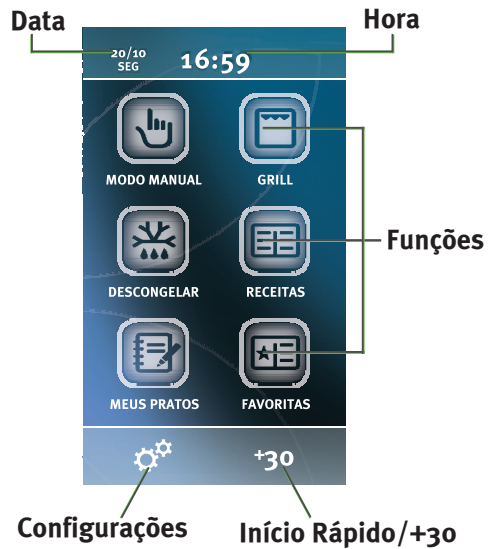 Data
Hora
20/10
SEG
16:59
MODO MANUAL
GRILL
Funções
DESCONGELAR
RECEITAS
MEUS PRATOS
FAVORITAS
+30
Configurações
Início Rápido/+30